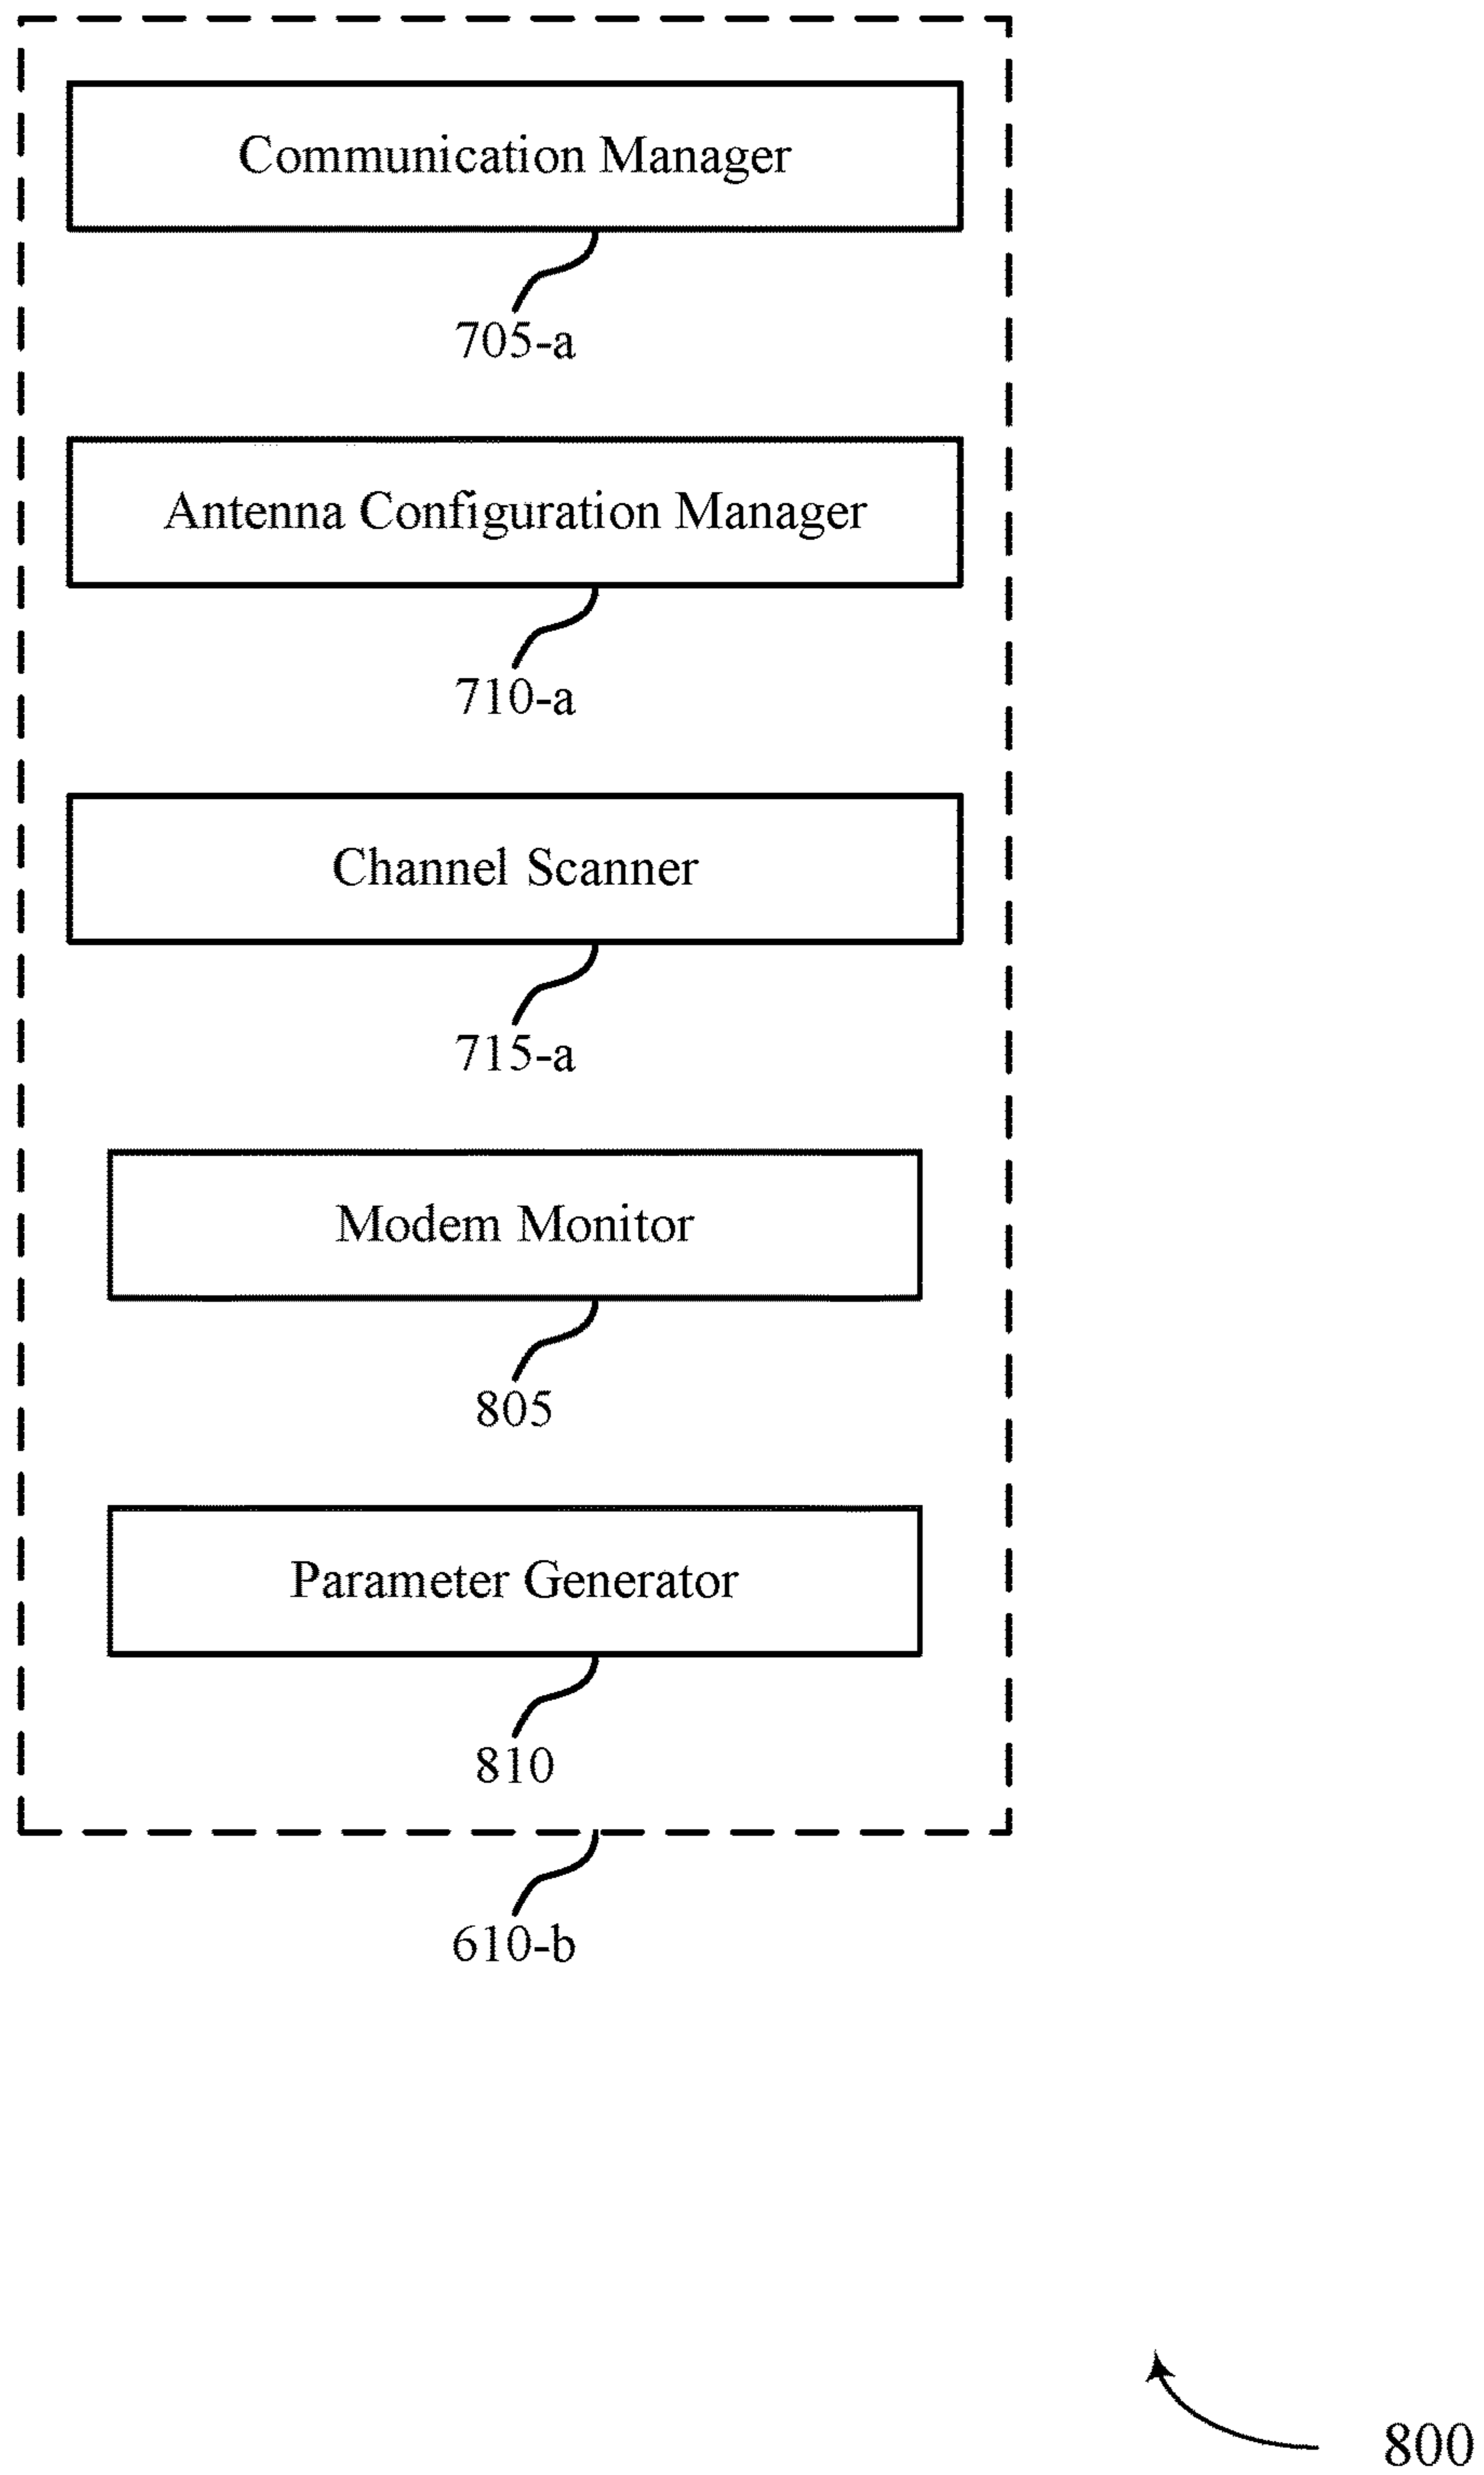 Communication Manager
705-a
Antenna Configuration Manager
710-a
Channel Scanner
715-a
Modem Monitor
805
Parameter Generator
810
610-b
800